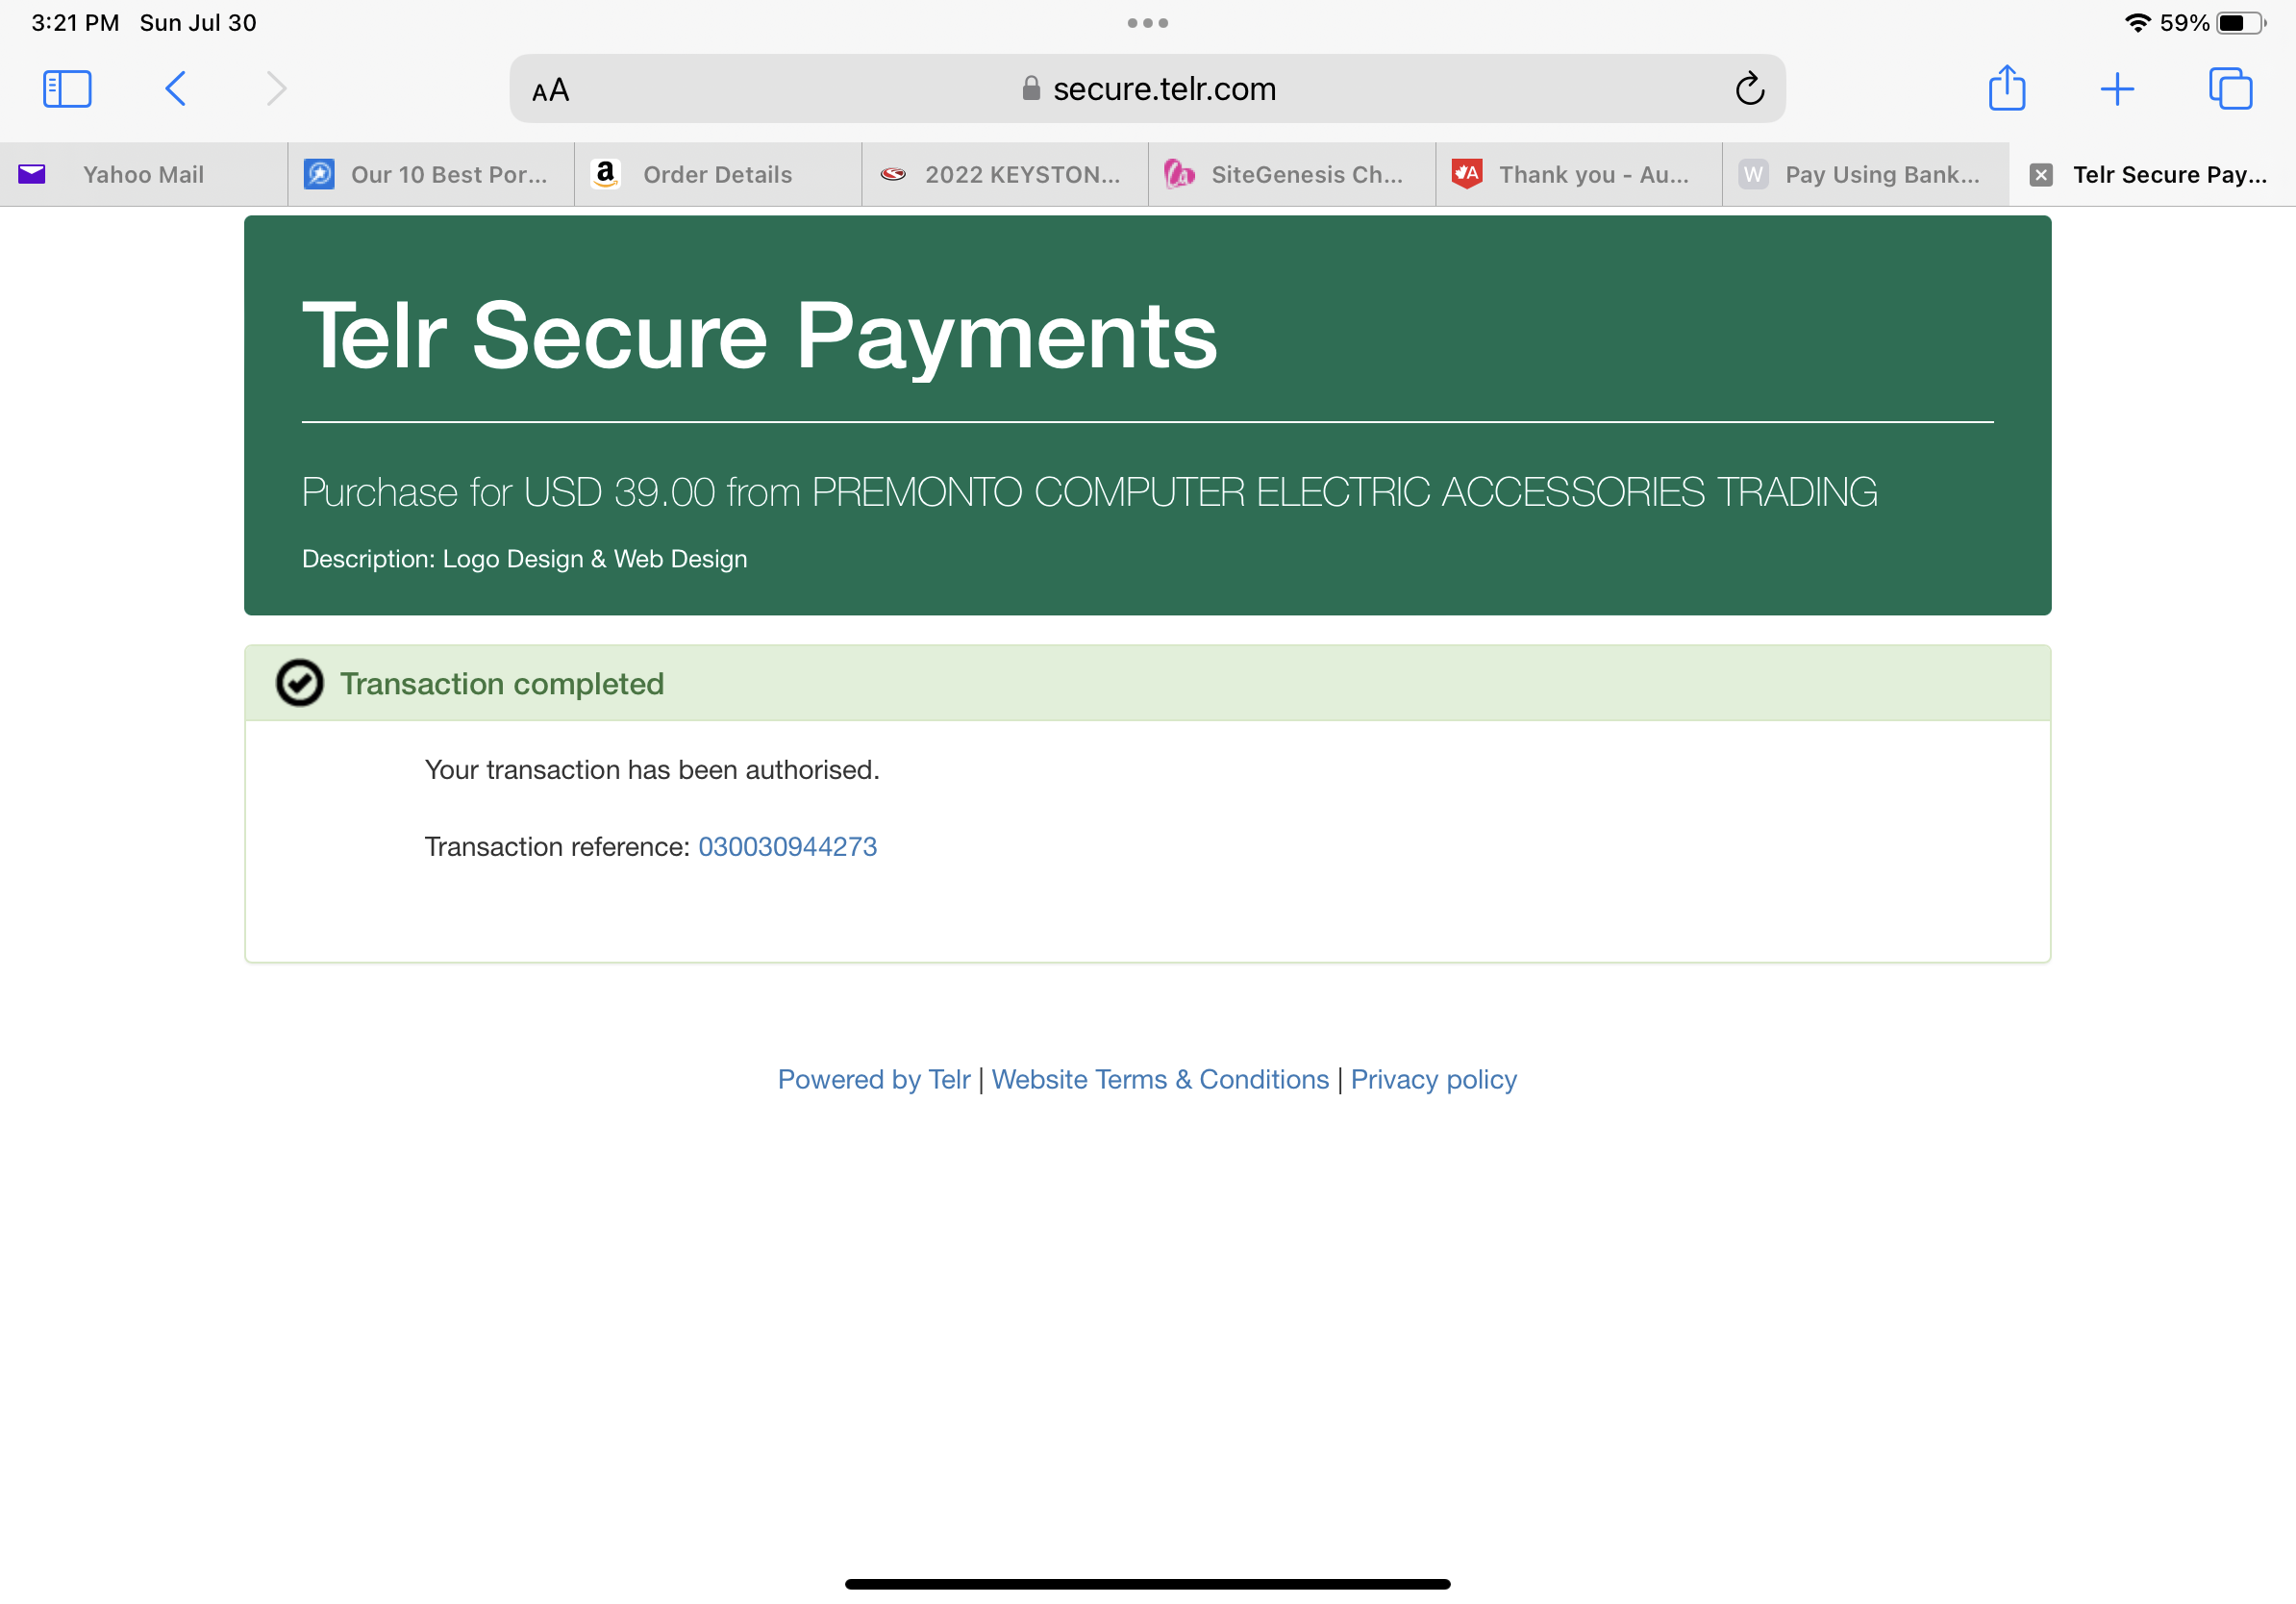 3:21 PM Sun Jul 30
59%
AA
secure.telr.com
Yahoo Mail
Our 10 Best Por...
a
Order Details
2022 KEYSTON...
SiteGenesis Ch...
A
Thank you - Au...
W
Pay Using Bank...
Telr Secure Pay...
Telr Secure Payments
Purchase for USD 39.00 from PREMONTO COMPUTER ELECTRIC ACCESSORIES TRADING
Description: Logo Design & Web Design
Transaction completed
Your transaction has been authorised.
Transaction reference: 030030944273
Powered by Telr | Website Terms & Conditions | Privacy policy